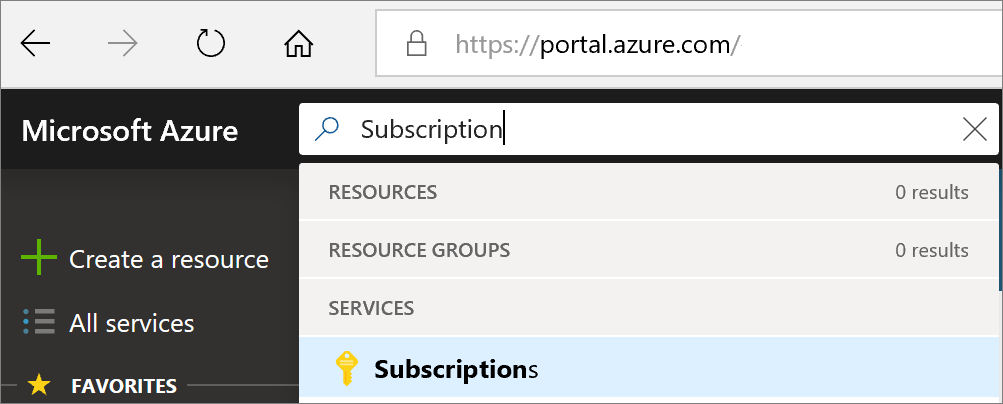 https://portal.azure.com/
Microsoft Azure
Subscription
RESOURCES 0 results
RESOURCE GROUPS 0 results
Create a resource
SERVICES
All services
Subscriptions
FAVORITES